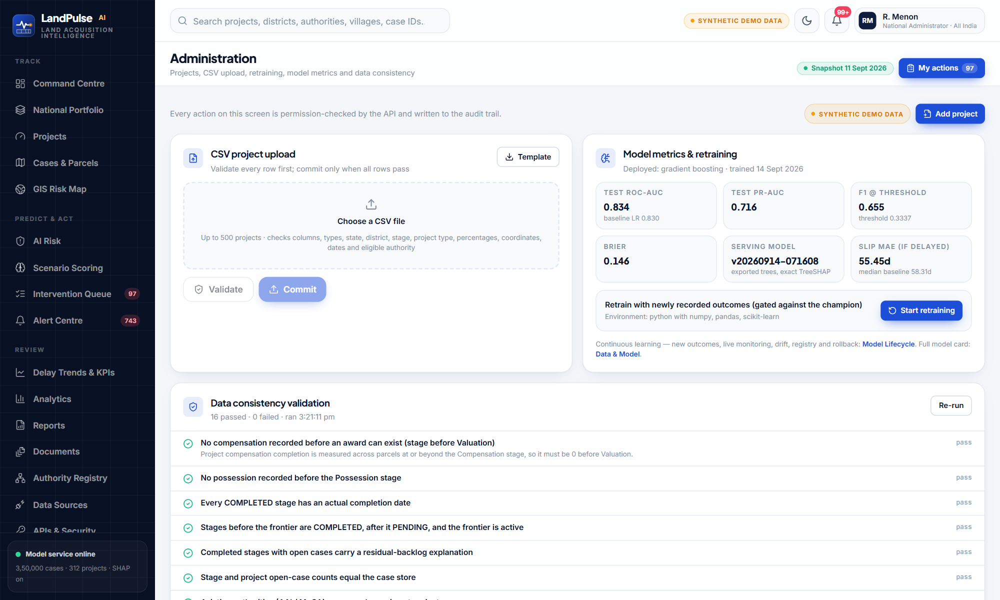 LandPulse AI
LAND ACQUISITION
INTELLIGENCE
TRACK
Command Centre
National Portfolio
Projects
Cases & Parcels
GIS Risk Map
PREDICT & ACT
AI Risk
Scenario Scoring
Intervention Queue 97
Alert Centre 743
REVIEW
Delay Trends & KPIs
Analytics
Reports
Documents
Authority Registry
Data Sources
APIs & Security
Model service online
3,50,000 cases · 312 projects · SHAP
on
Search projects, districts, authorities, villages, case IDs.
SYNTHETIC DEMO DATA
99+
RM
R. Menon
National Administrator · All India
Administration
Projects, CSV upload, retraining, model metrics and data consistency
Snapshot 11 Sept 2026
My actions 97
Every action on this screen is permission-checked by the API and written to the audit trail.
SYNTHETIC DEMO DATA
Add project
CSV project upload
Validate every row first; commit only when all rows pass
Template
Choose a CSV file
Up to 500 projects · checks columns, types, state, district, stage, project type, percentages, coordinates,
dates and eligible authority
Validate
Commit
Model metrics & retraining
Deployed: gradient boosting · trained 14 Sept 2026
TEST ROC-AUC
0.834
baseline LR 0.830
TEST PR-AUC
0.716
F1 @ THRESHOLD
0.655
threshold 0.3337
BRIER
0.146
SERVING MODEL
v20260914-071608
exported trees, exact TreeSHAP
SLIP MAE (IF DELAYED)
55.45d
median baseline 58.31d
Retrain with newly recorded outcomes (gated against the champion)
Environment: python with numpy, pandas, scikit-learn
Start retraining
Continuous learning — new outcomes, live monitoring, drift, registry and rollback: Model Lifecycle. Full model card:
Data & Model.
Data consistency validation
16 passed · 0 failed · ran 3:21:11 pm
Re-run
No compensation recorded before an award can exist (stage before Valuation)
pass
Project compensation completion is measured across parcels at or beyond the Compensation stage, so it must be 0 before Valuation.
No possession recorded before the Possession stage
pass
Every COMPLETED stage has an actual completion date
pass
Stages before the frontier are COMPLETED, after it PENDING, and the frontier is active
pass
Completed stages with open cases carry a residual-backlog explanation
pass
Stage and project open-case counts equal the case store
pass